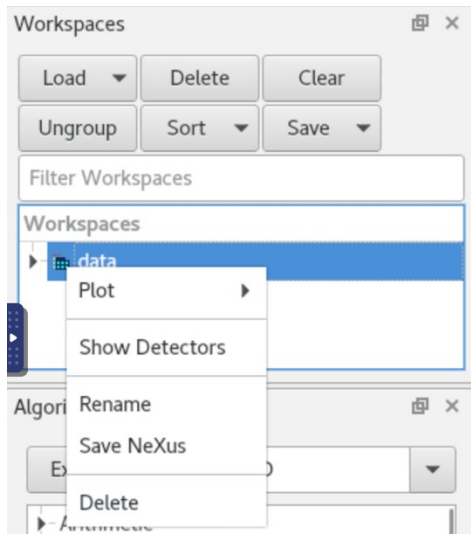 Workspaces
Load Delete Clear
Ungroup Sort Save
Filter Workspaces
Workspaces
data
Plot
Show Detectors
Rename
Save NeXus
Delete